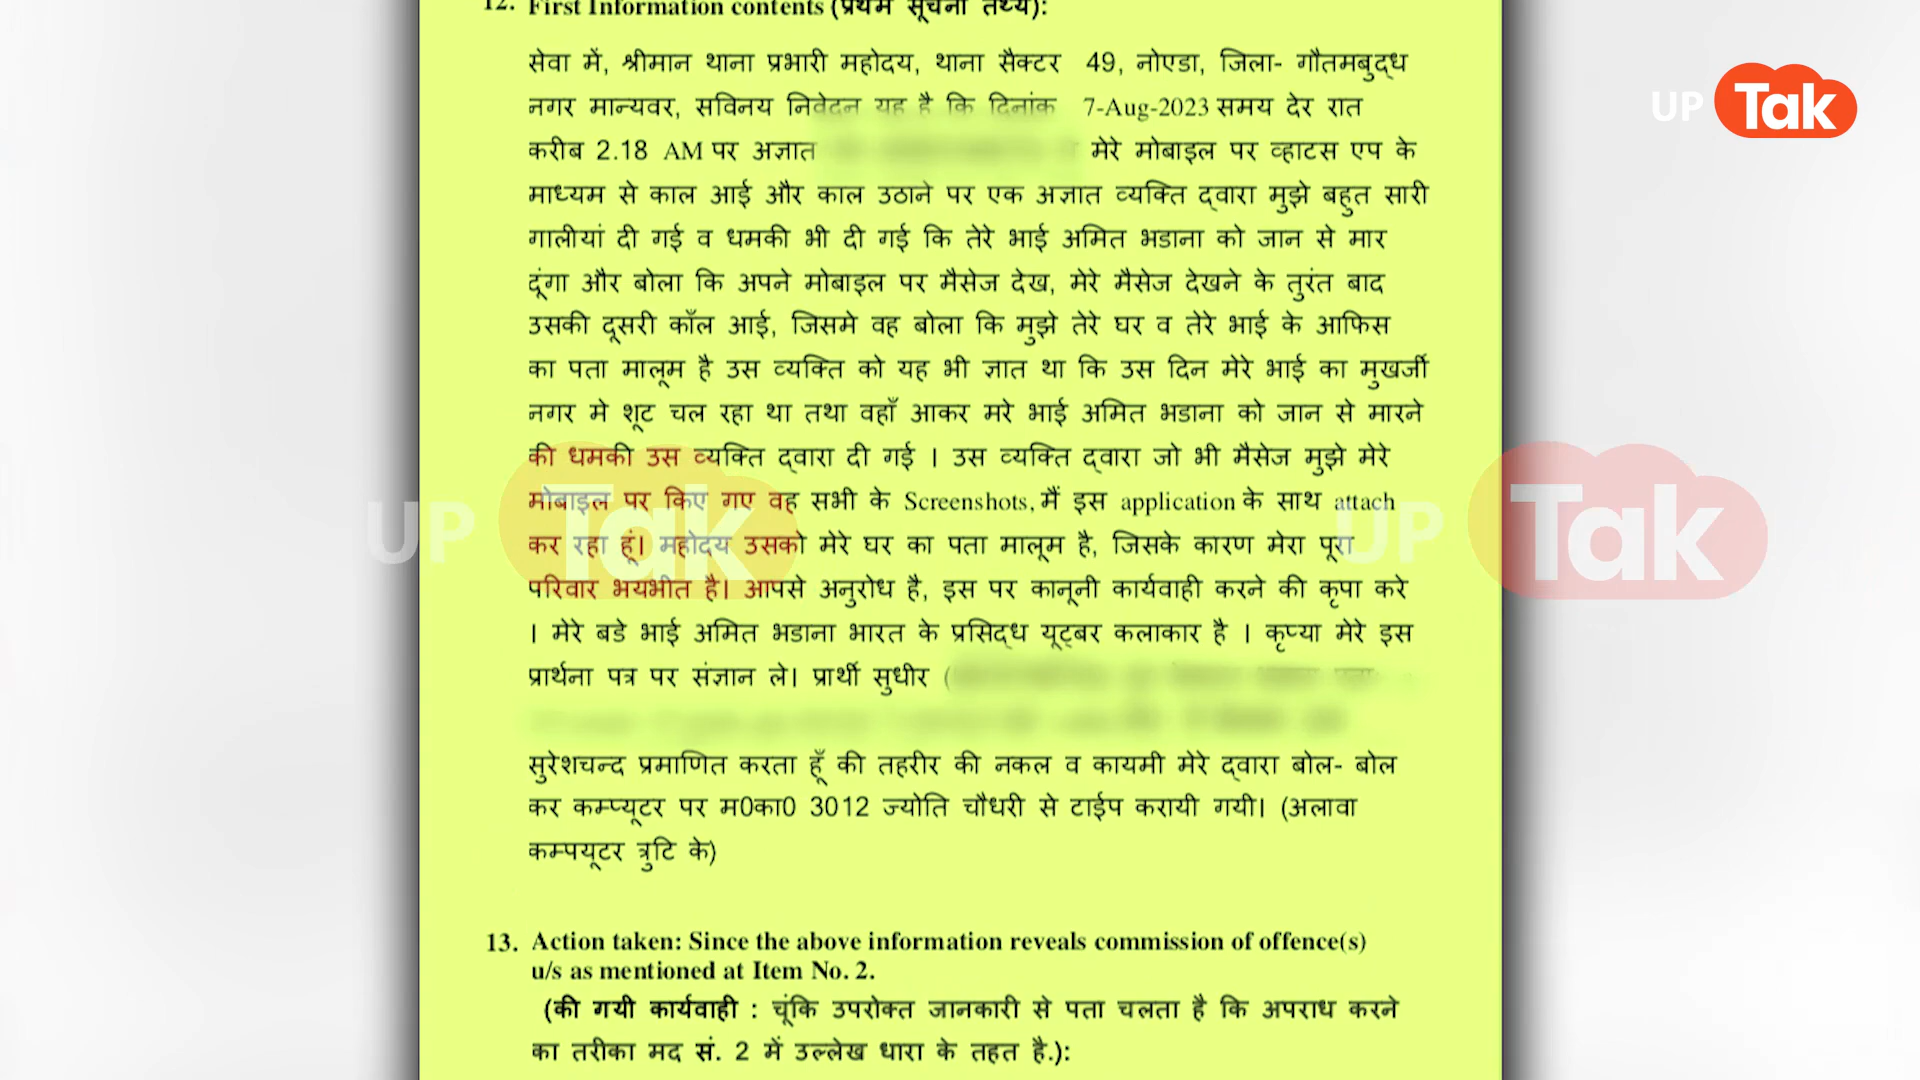 12. First Information contents (प्रथम सूचना तथ्य):
सेवा में, श्रीमान थाना प्रभारी महोदय, थाना सैक्टर 49, नोएडा, जिला- गौतमबुद्ध
नगर मान्यवर, सविनय निवेदन यह है कि दिनांक 7-Aug-2023 समय देर रात
करीब 2.18 AM पर अज्ञात मेरे मोबाइल पर व्हाटस एप के
माध्यम से काल आई और काल उठाने पर एक अज्ञात व्यक्ति द्वारा मुझे बहुत सारी
गालीयां दी गई व धमकी भी दी गई कि तेरे भाई अमित भडाना को जान से मार
दूंगा और बोला कि अपने मोबाइल पर मैसेज देख, मेरे मैसेज देखने के तुरंत बाद
उसकी दूसरी कॉल आई, जिसमे वह बोला कि मुझे तेरे घर व तेरे भाई के आफिस
का पता मालूम है उस व्यक्ति को यह भी ज्ञात था कि उस दिन मेरे भाई का मुखर्जी
नगर मे शूट चल रहा था तथा वहाँ आकर मरे भाई अमित भडाना को जान से मारने
की धमकी उस व्यक्ति द्वारा दी गई । उस व्यक्ति द्वारा जो भी मैसेज मुझे मेरे
मोबाइल पर किए गए वह सभी के Screenshots, मैं इस application के साथ attach
कर रहा हूं। महोदय उसको मेरे घर का पता मालूम है, जिसके कारण मेरा पूरा
परिवार भयभीत है। आपसे अनुरोध है, इस पर कानूनी कार्यवाही करने की कृपा करे
। मेरे बडे भाई अमित भडाना भारत के प्रसिद्ध यूट्बर कलाकार है । कृप्या मेरे इस
प्रार्थना पत्र पर संज्ञान ले। प्रार्थी सुधीर (
सुरेशचन्द प्रमाणित करता हूँ की तहरीर की नकल व कायमी मेरे द्वारा बोल- बोल
कर कम्प्यूटर पर म0का0 3012 ज्योति चौधरी से टाईप करायी गयी। (अलावा
कम्पयूटर त्रुटि के)
13. Action taken: Since the above information reveals commission of offence(s)
u/s as mentioned at Item No. 2.
(की गयी कार्यवाही : चूंकि उपरोक्त जानकारी से पता चलता है कि अपराध करने
का तरीका मद सं. 2 में उल्लेख धारा के तहत है.):
UP Tak
UP Tak
UP Tak